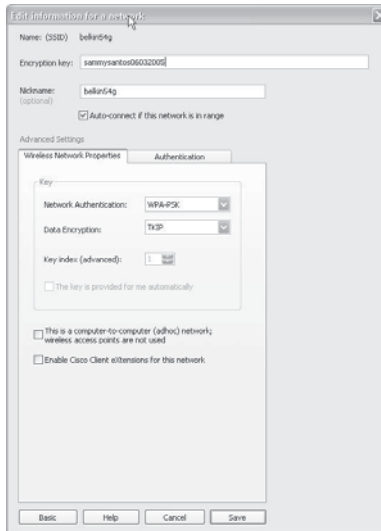 Edit information for a network
Name: (SSID) belkin54g
Encryption key: sammysantos06032005
Nickname: belkin54g
(optional)
Auto-connect if this network is in range
Advanced Settings
Wireless Network Properties Authentication
Key
Network Authentication: WPA-PSK
Data Encryption: TKIP
Key index (advanced): 1
The key is provided for me automatically
This is a computer-to-computer (adhoc) network;
wireless access points are not used
Enable Cisco Client eXtensions for this network
Basic Help Cancel Save